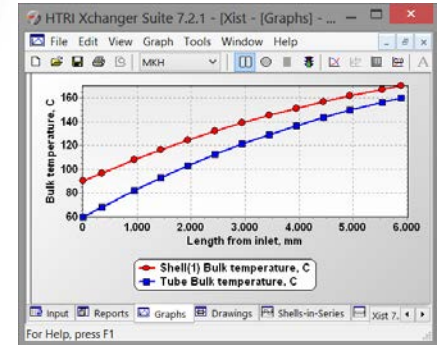 HTRI Xchanger Suite 7.2.1 - [Xist - [Graphs] - ...
File Edit View Graph Tools Window Help
MKH
Bulk temperature, C
160
140
120
100
80
60
0 1.000 2.000 3.000 4.000 5.000 6.000
Length from inlet, mm
Shell(1) Bulk temperature, C
Tube Bulk temperature, C
Input Reports Graphs Drawings Shells-in-Series Xist 7.
For Help, press F1